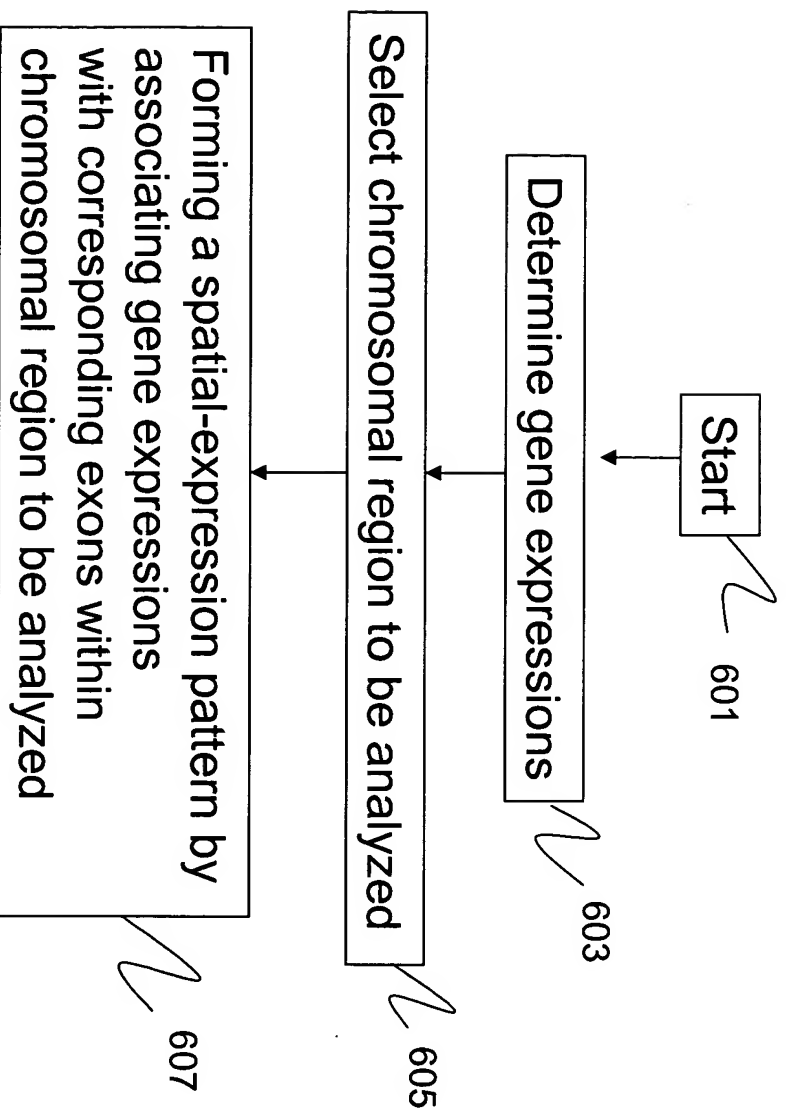 Start
601
Determine gene expressions
603
Select chromosomal region to be analyzed
605
Forming a spatial-expression pattern by
associating gene expressions
with corresponding exons within
chromosomal region to be analyzed
607